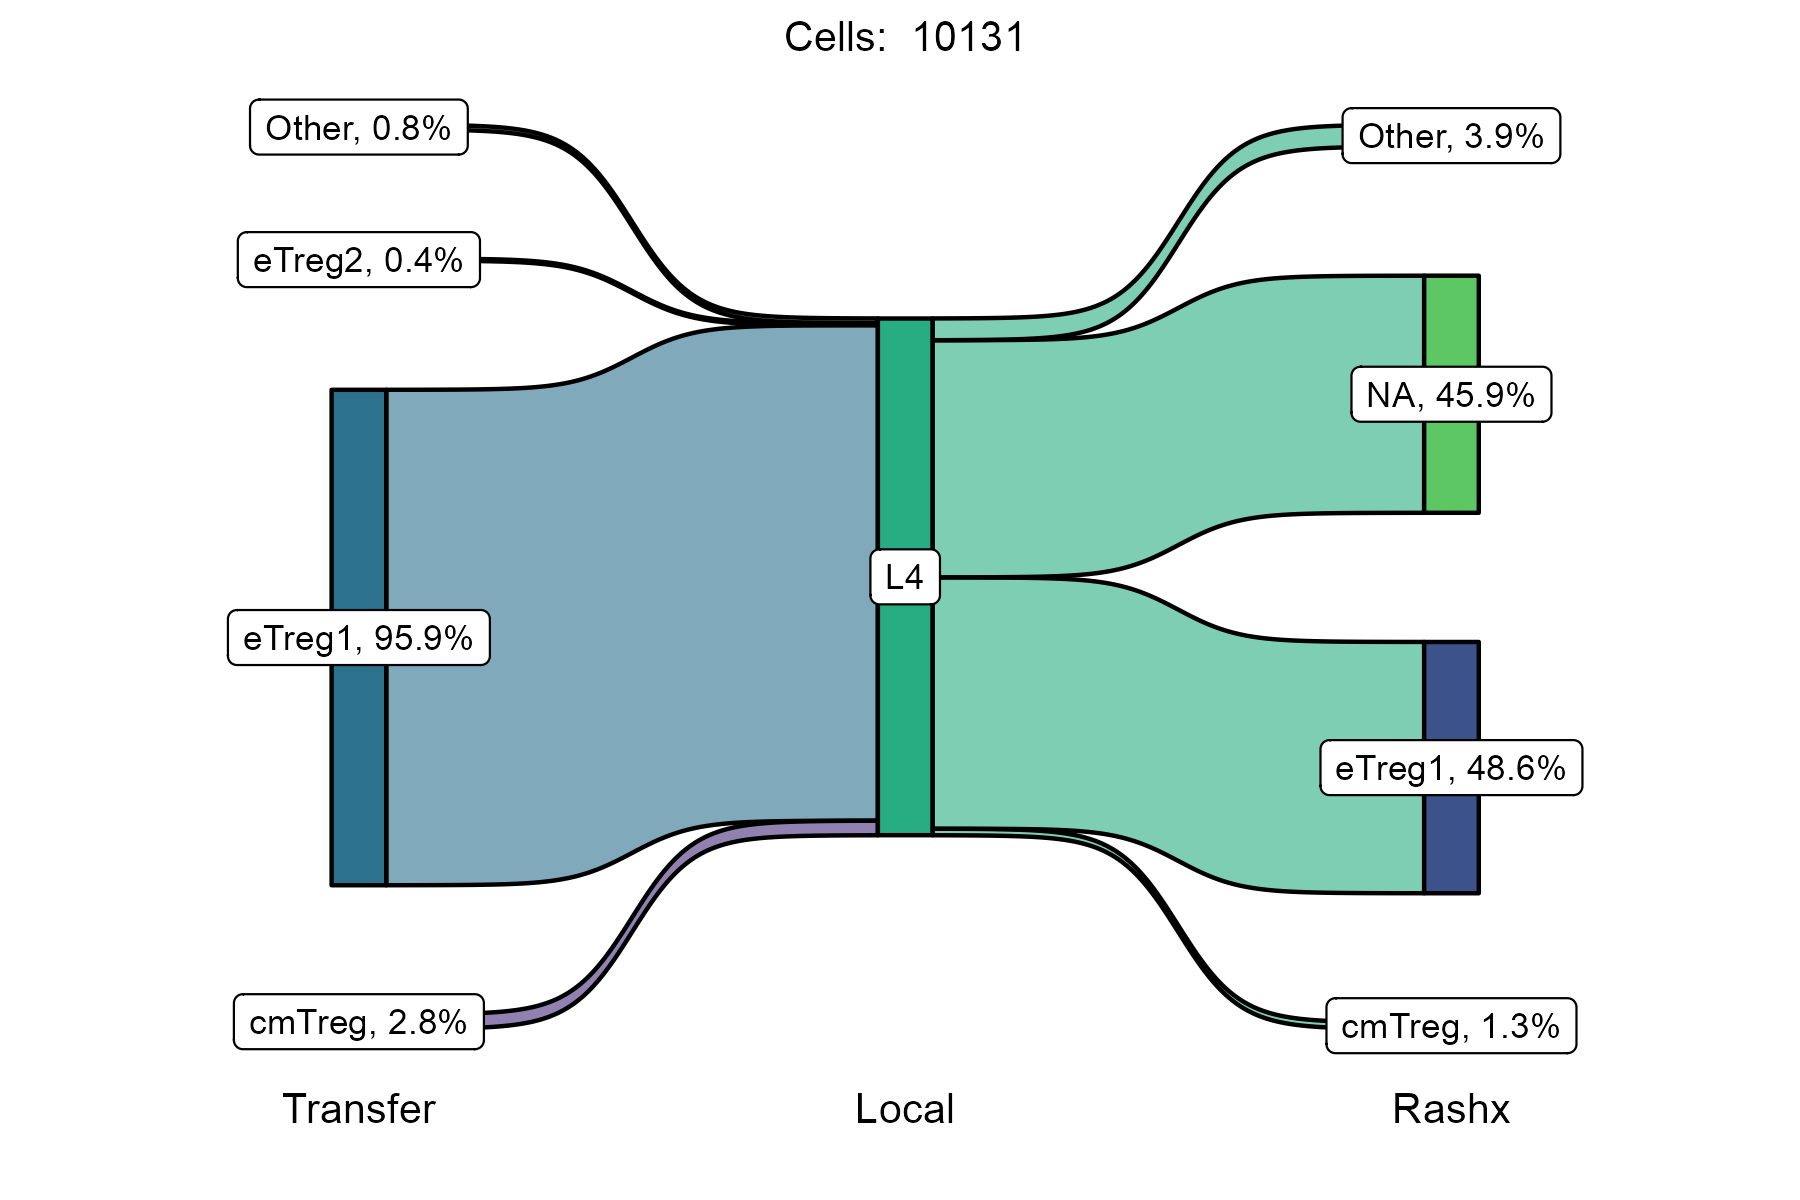 Cells:  10131
Other, 0.8%
Other, 3.9%
eTreg2, 0.4%
NA, 45.9%
L4
eTreg1, 95.9%
eTreg1, 48.6%
cmTreg, 2.8%
cmTreg, 1.3%
Transfer
Local
Rashx